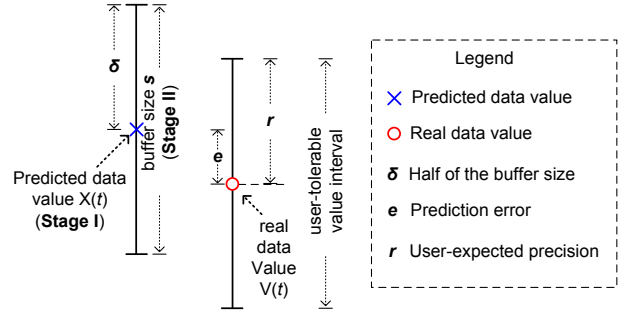 δ
buffer size s
(Stage II)
Predicted data
value X(t)
(Stage I)
e
r
real
data
Value
V(t)
user-tolerable
value interval
Legend
Predicted data value
Real data value
δ Half of the buffer size
e Prediction error
r User-expected precision